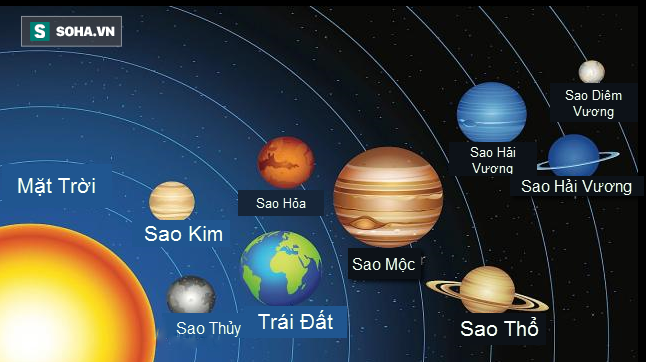 S SOHA.VN
Sao Diêm
Vương
Sao Hải
Vương
Sao Hải Vương
Mặt Trời
Sao Hỏa
Sao Kim
Sao Mộc
Sao Thủy
Trái Đất
Sao Thổ